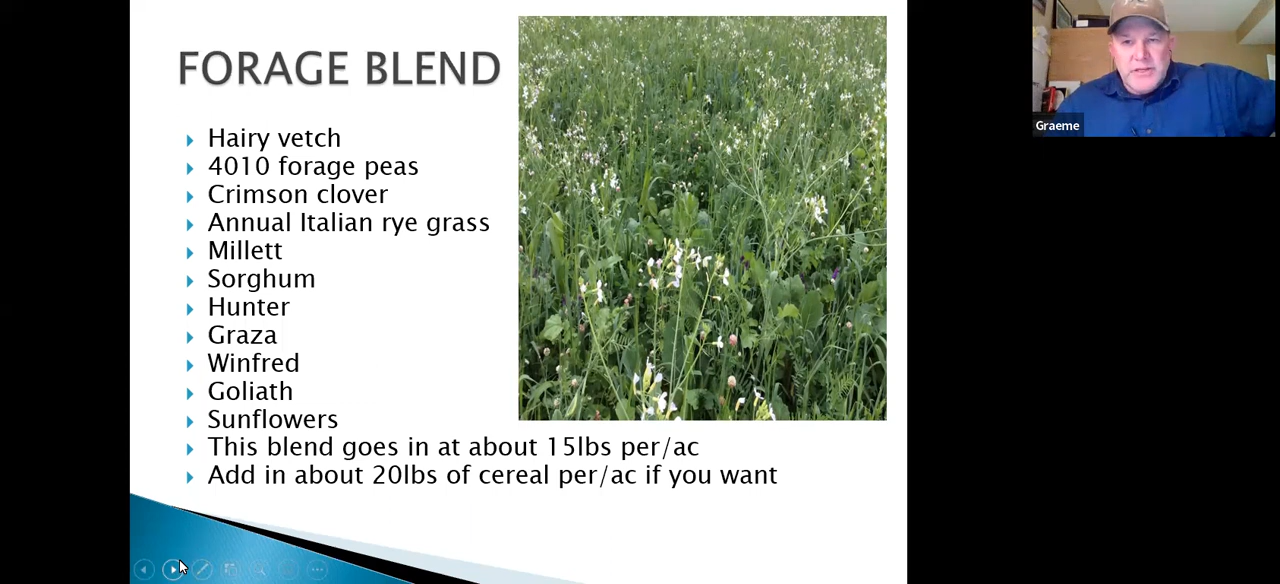 FORAGE BLEND
Hairy vetch
4010 forage peas
Crimson clover
Annual Italian rye grass
Millett
Sorghum
Hunter
Graza
Winfred
Goliath
Sunflowers
This blend goes in at about 15lbs per/ac
Add in about 20lbs of cereal per/ac if you want
Graeme